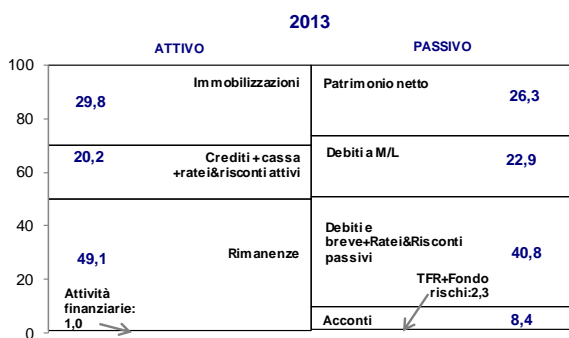 2013
ATTIVO
PASSIVO
100
80
60
40
20
0
Immobilizzazioni
29,8
20,2
Crediti+cassa
+ratei&risconti attivi
49,1
Rimanenze
Attività
finanziarie:
1,0
Patrimonio netto
26,3
Debiti a M/L
22,9
Debiti e
breve+Ratei&Risconti
passivi
40,8
TFR+Fondo
rischi:2,3
Acconti
8,4